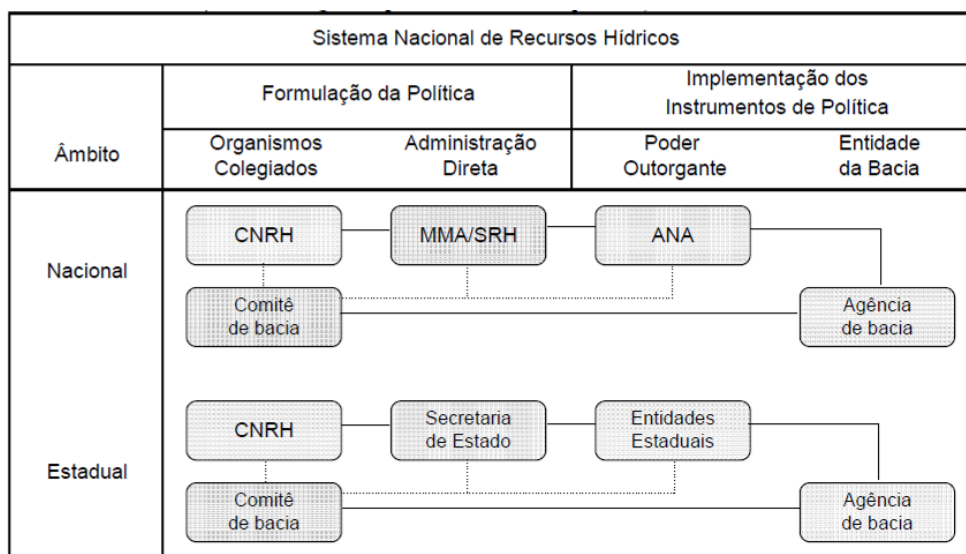 Sistema Nacional de Recursos Hídricos
Âmbito
Formulação da Política
Implementação dos
Instrumentos de Política
Organismos
Colegiados
Administração
Direta
Poder
Outorgante
Entidade
da Bacia
Nacional
CNRH
MMA/SRH
ANA
Comitê
de bacia
Agência
de bacia
Estadual
CNRH
Secretaria
de Estado
Entidades
Estaduais
Comitê
de bacia
Agência
de bacia